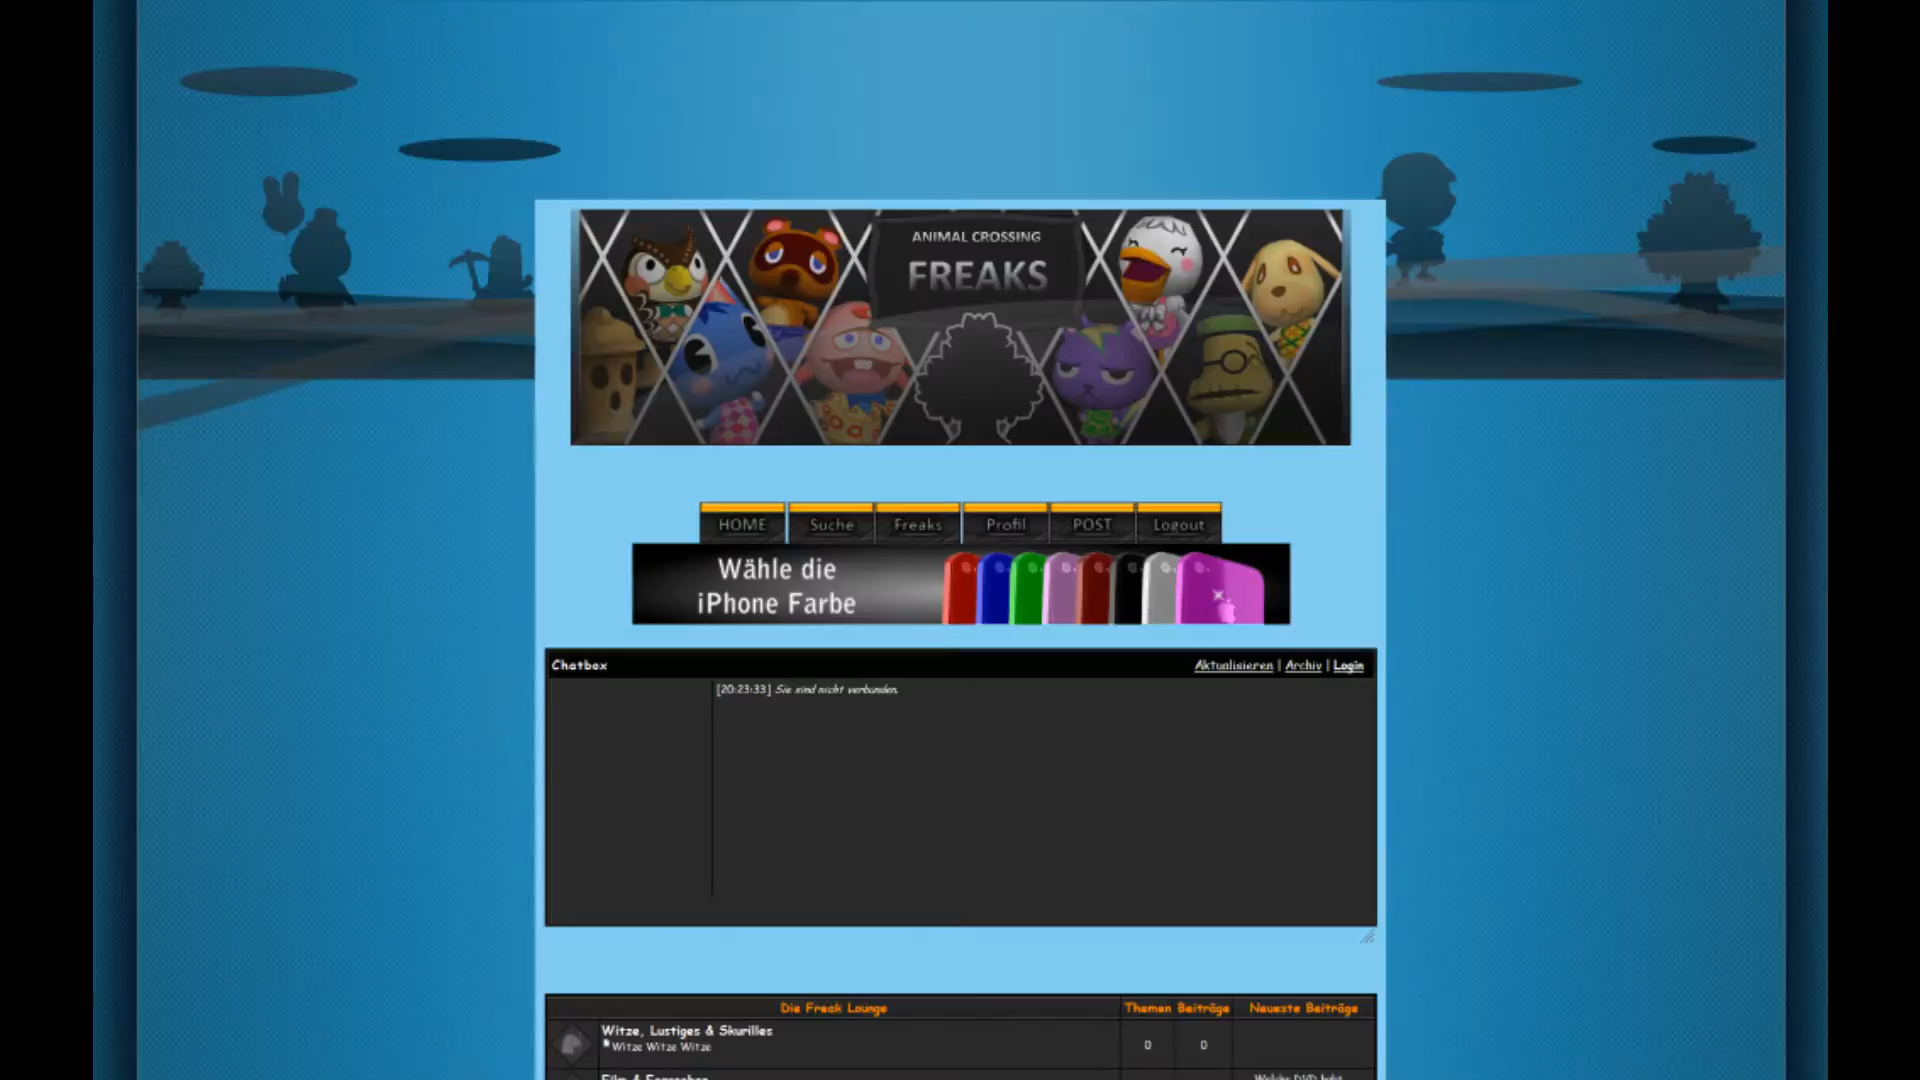 ANIMAL CROSSING
FREAKS
HOME Suche Freaks Profil POST Logout
Wähle die
iPhone Farbe
Chatbox Aktualisieren | Archiv | Login
[20:23:33] Sie sind nicht verbunden.
Die Freak Lounge Themen Beiträge Neueste Beiträge
Witze, Lustiges & Skurilles
Witze Witze Witze
0 0